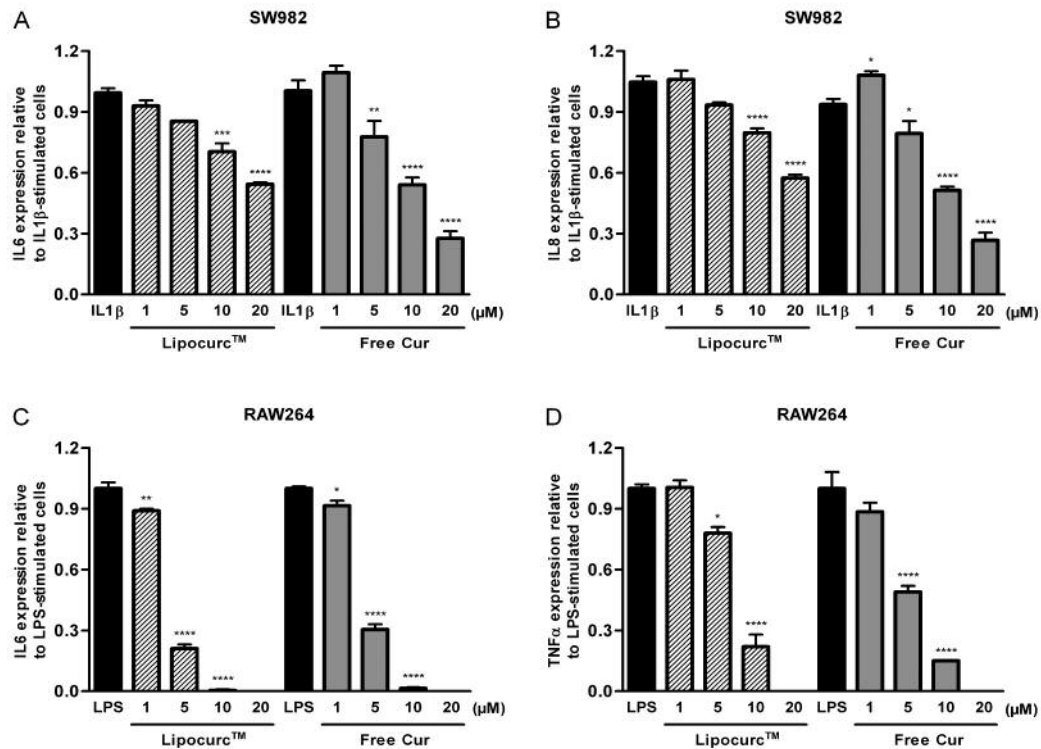 A
SW982
IL6 expression relative
to IL1β-stimulated cells
1.2
0.9
0.6
0.3
0.0
***
****
**
****
****
IL1β 1 5 10 20 IL1β 1 5 10 20 (µM)
Lipocurc™ Free Cur
B
SW982
IL8 expression relative
to IL1β-stimulated cells
1.2
0.9
0.6
0.3
0.0
****
****
*
*
****
****
IL1β 1 5 10 20 IL1β 1 5 10 20 (µM)
Lipocurc™ Free Cur
C
RAW264
IL6 expression relative
to LPS-stimulated cells
1.2
0.9
0.6
0.3
0.0
**
****
****
*
****
****
LPS 1 5 10 20 LPS 1 5 10 20 (µM)
Lipocurc™ Free Cur
D
RAW264
TNFα expression relative
to LPS-stimulated cells
1.2
0.9
0.6
0.3
0.0
*
****
****
****
LPS 1 5 10 20 LPS 1 5 10 20 (µM)
Lipocurc™ Free Cur